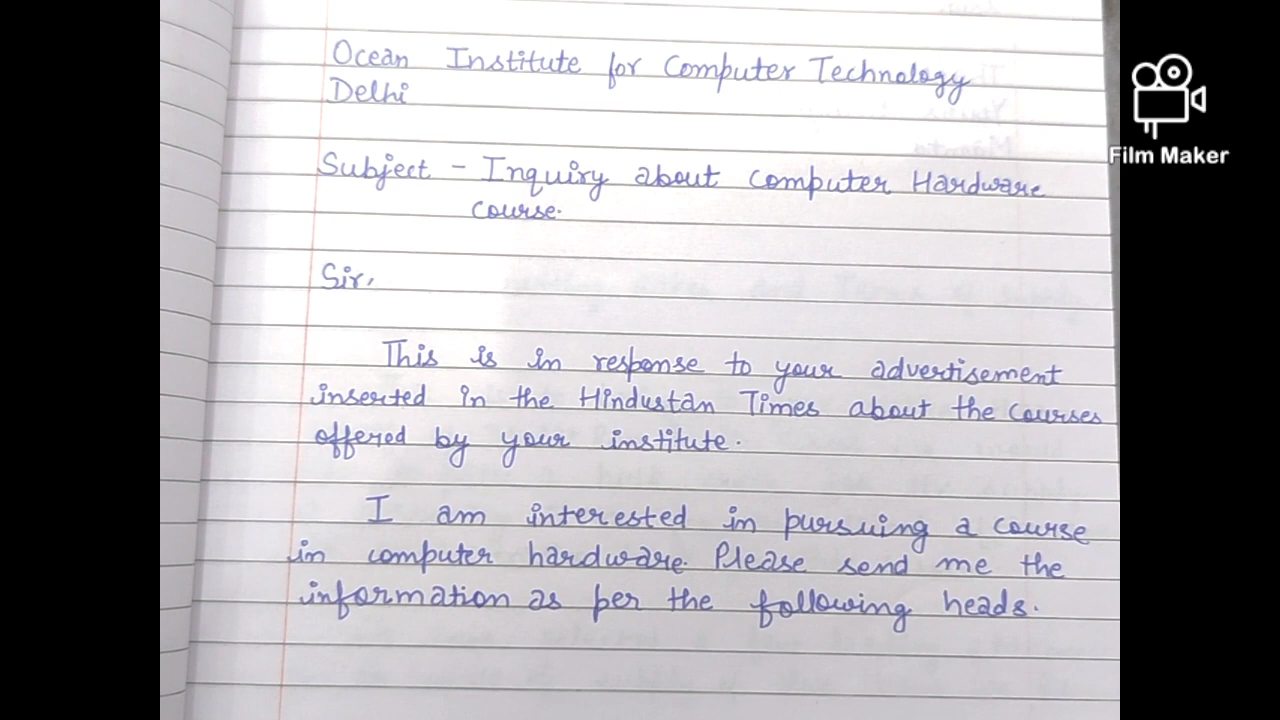 Ocean Institute for Computer Technology
Delhi
Subject - Inquiry about Computer Hardware
course.
Sir,
This is in response to your advertisement
inserted in the Hindustan Times about the courses
offered by your institute.
I am interested in pursuing a course
in computer hardware. Please send me the
information as per the following heads.
Film Maker